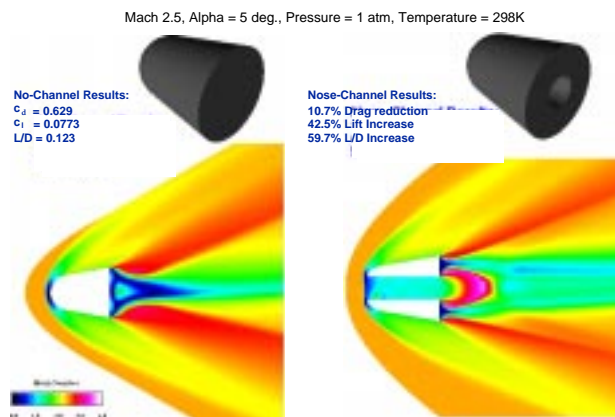 Mach 2.5, Alpha = 5 deg., Pressure = 1 atm, Temperature = 298K
No-Channel Results:
c_d = 0.629
c_l = 0.0773
L/D = 0.123
Nose-Channel Results:
10.7% Drag reduction
42.5% Lift Increase
59.7% L/D Increase